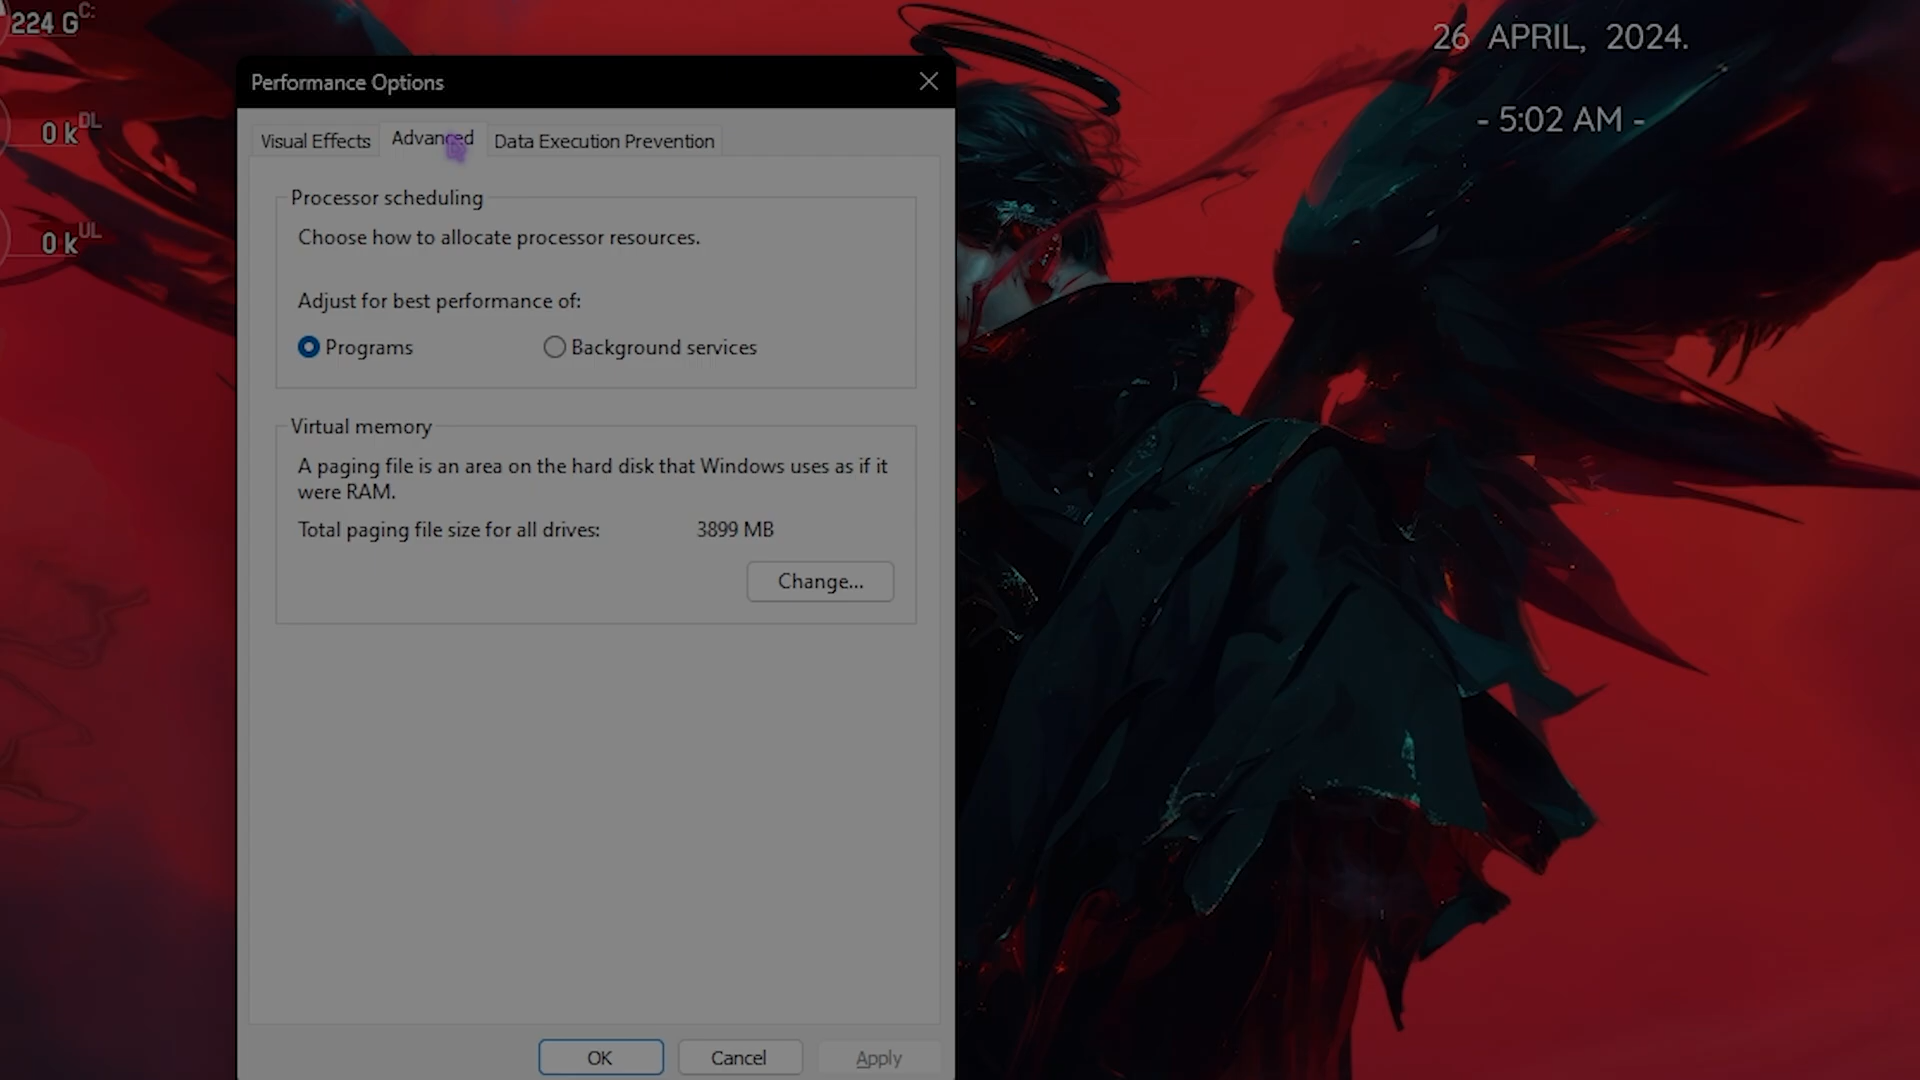 224 G C:
0 k DL
0 k UL
26 APRIL, 2024.
- 5:02 AM -
Performance Options
Visual Effects Advanced Data Execution Prevention
Processor scheduling
Choose how to allocate processor resources.
Adjust for best performance of:
Programs Background services
Virtual memory
A paging file is an area on the hard disk that Windows uses as if it
were RAM.
Total paging file size for all drives: 3899 MB
Change...
OK Cancel Apply